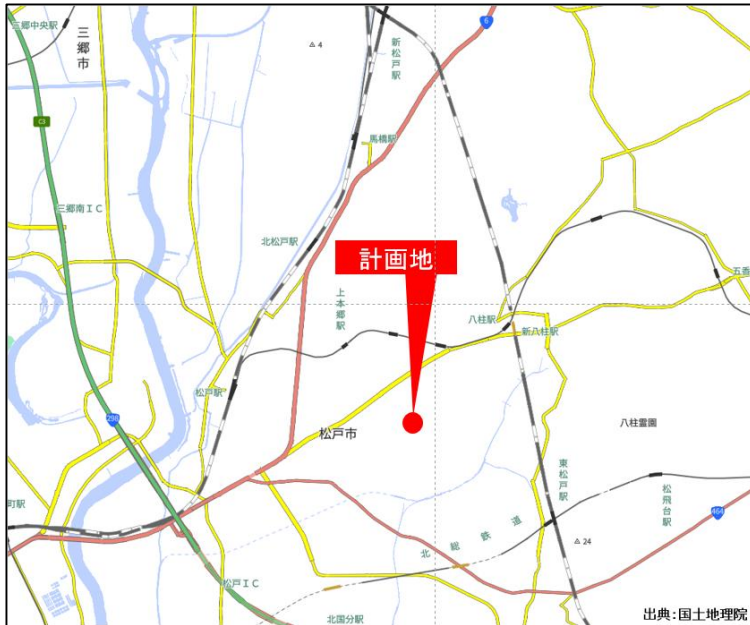 三郷中央駅
三郷市
4
新松戸駅
6
C3
馬橋駅
三郷南IC
北松戸駅
計画地
上本郷駅
五香
八柱駅
新八柱駅
松戸駅
298
松戸市
八柱霊園
東松戸駅
松飛台駅
町駅
464
北総鉄道
24
松戸IC
北国分駅
出典:国土地理院